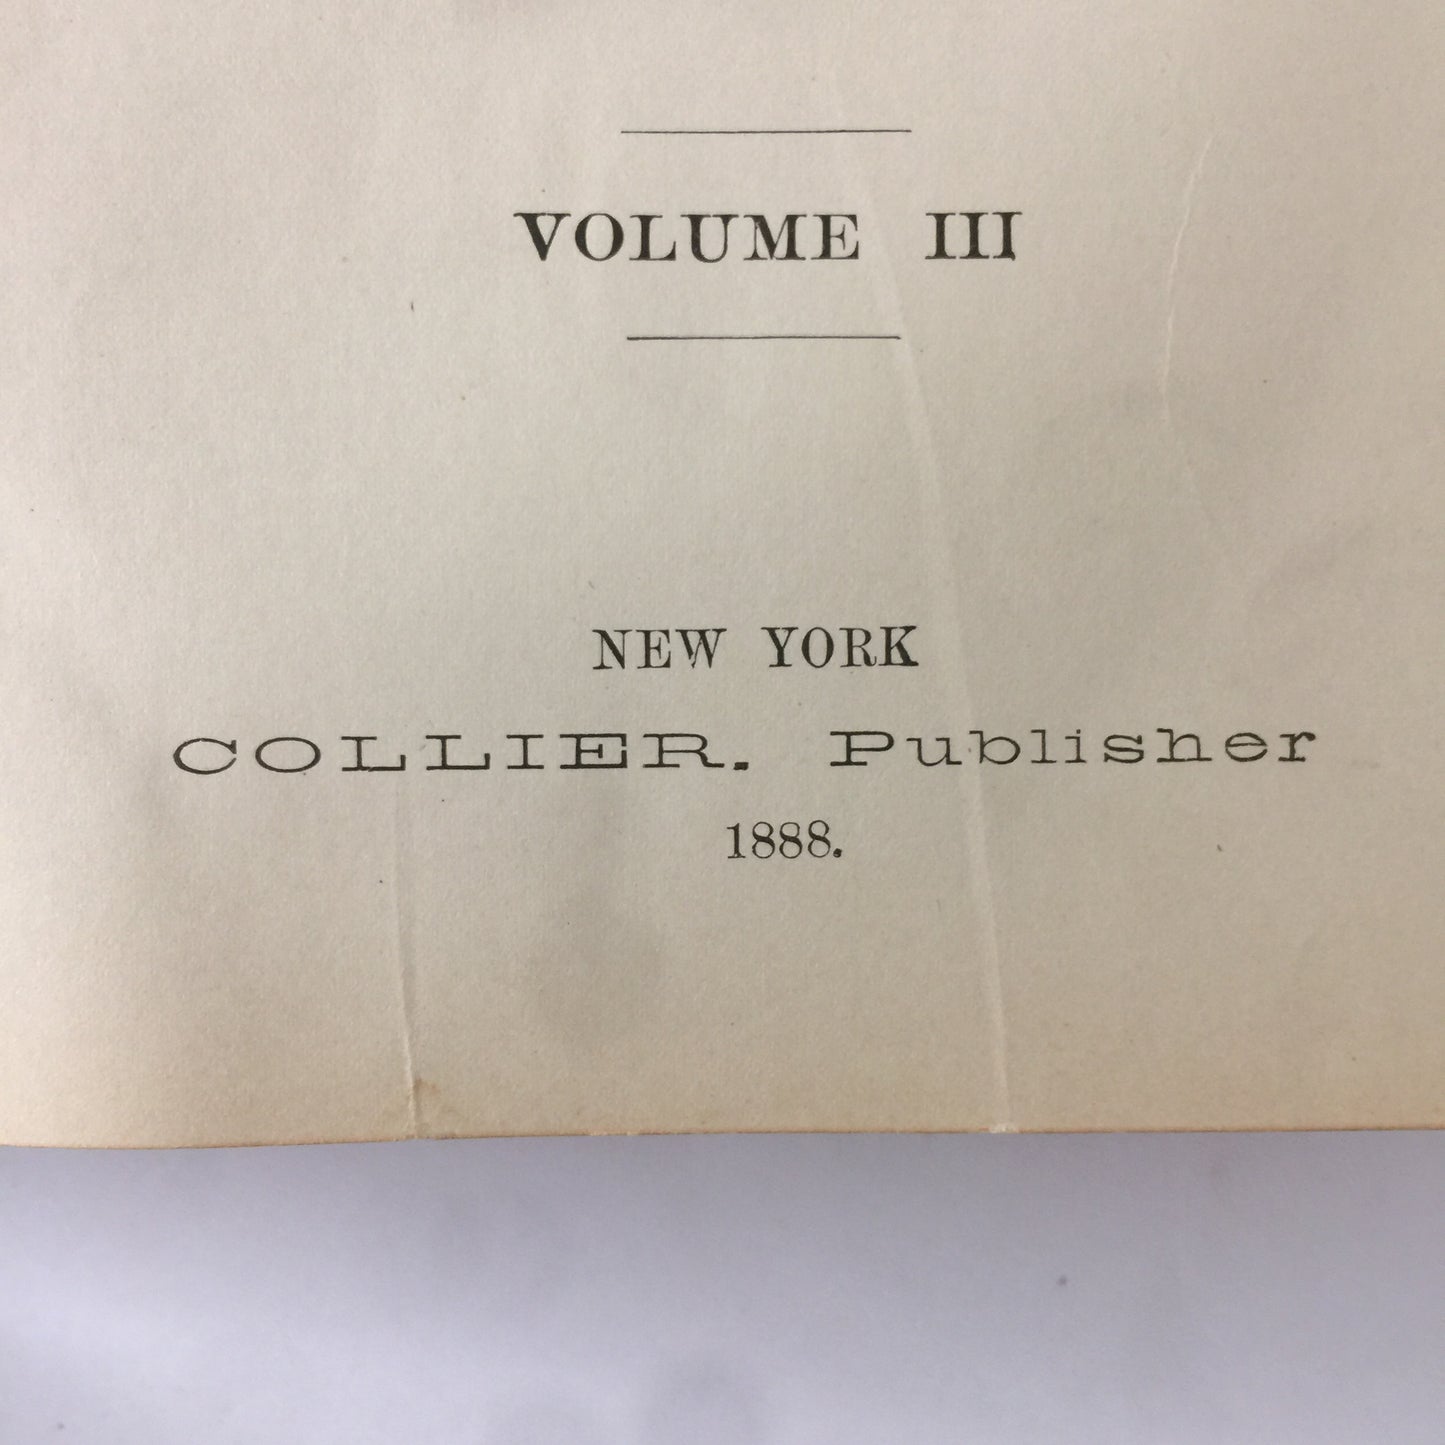 VOLUME III
NEW YORK
COLLIER. Publisher
1888.